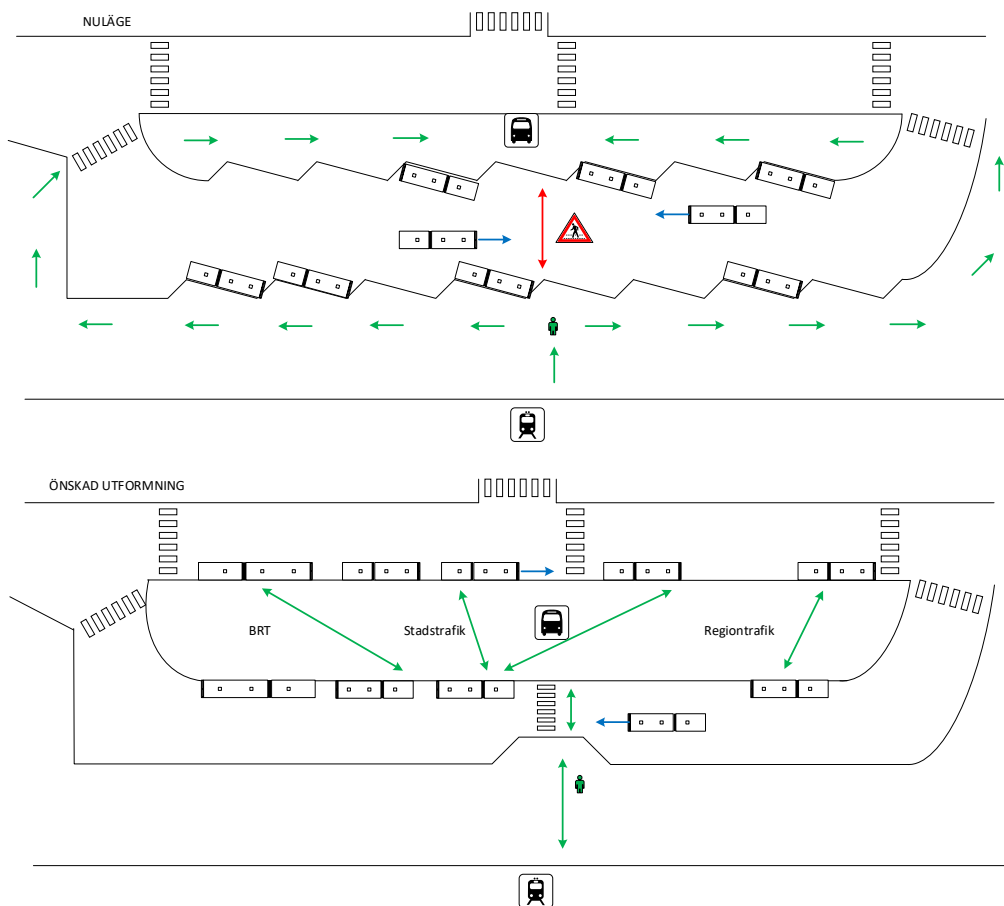 NULÄGE
ÖNSKAD UTFORMNING
BRT
Stadstrafik
Regiontrafik